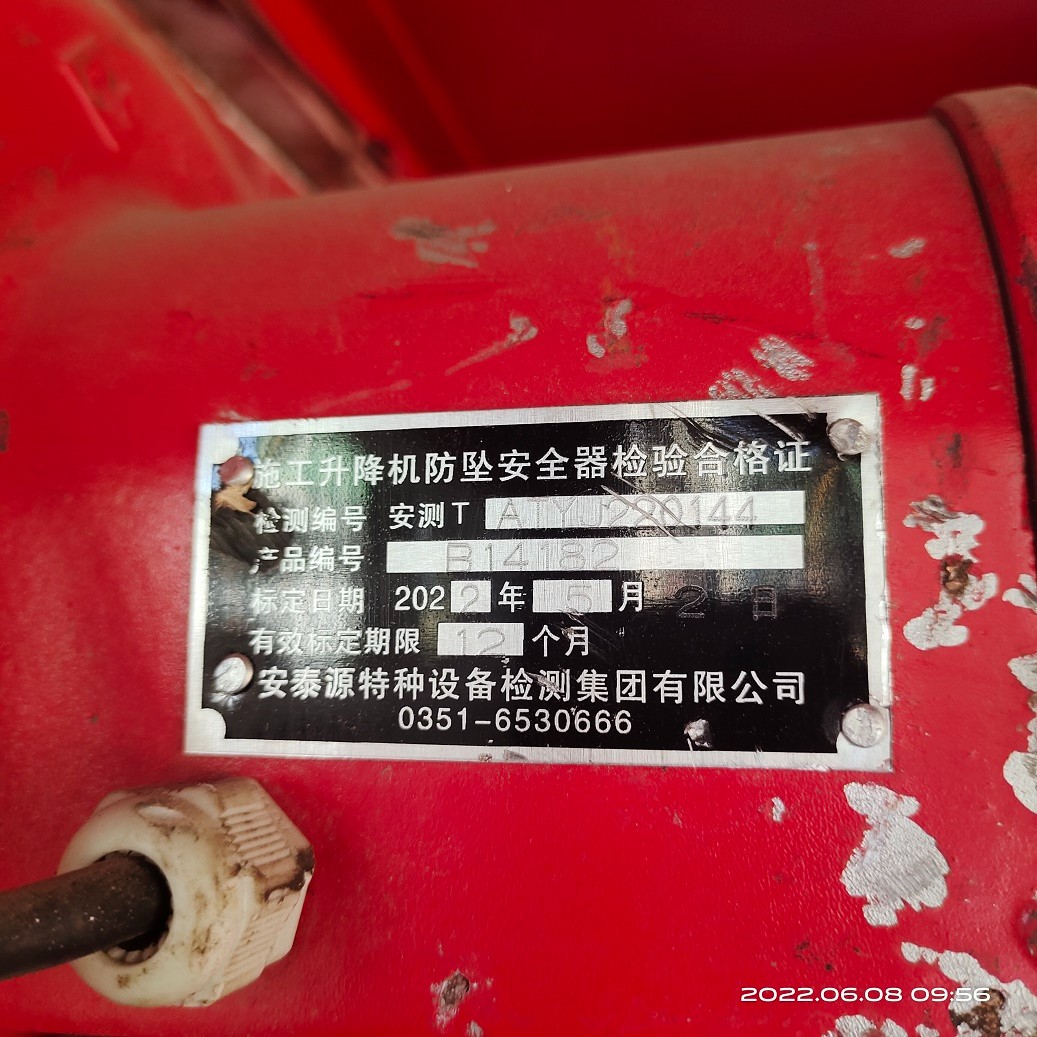 施工升降机防坠安全器检验合格证
检测编号 安测T AJYJ220144
产品编号 B14182
标定日期 2022年5月2日
有效标定期限 12个月
安泰源特种设备检测集团有限公司
0351-6530666
2022.06.08 09:56